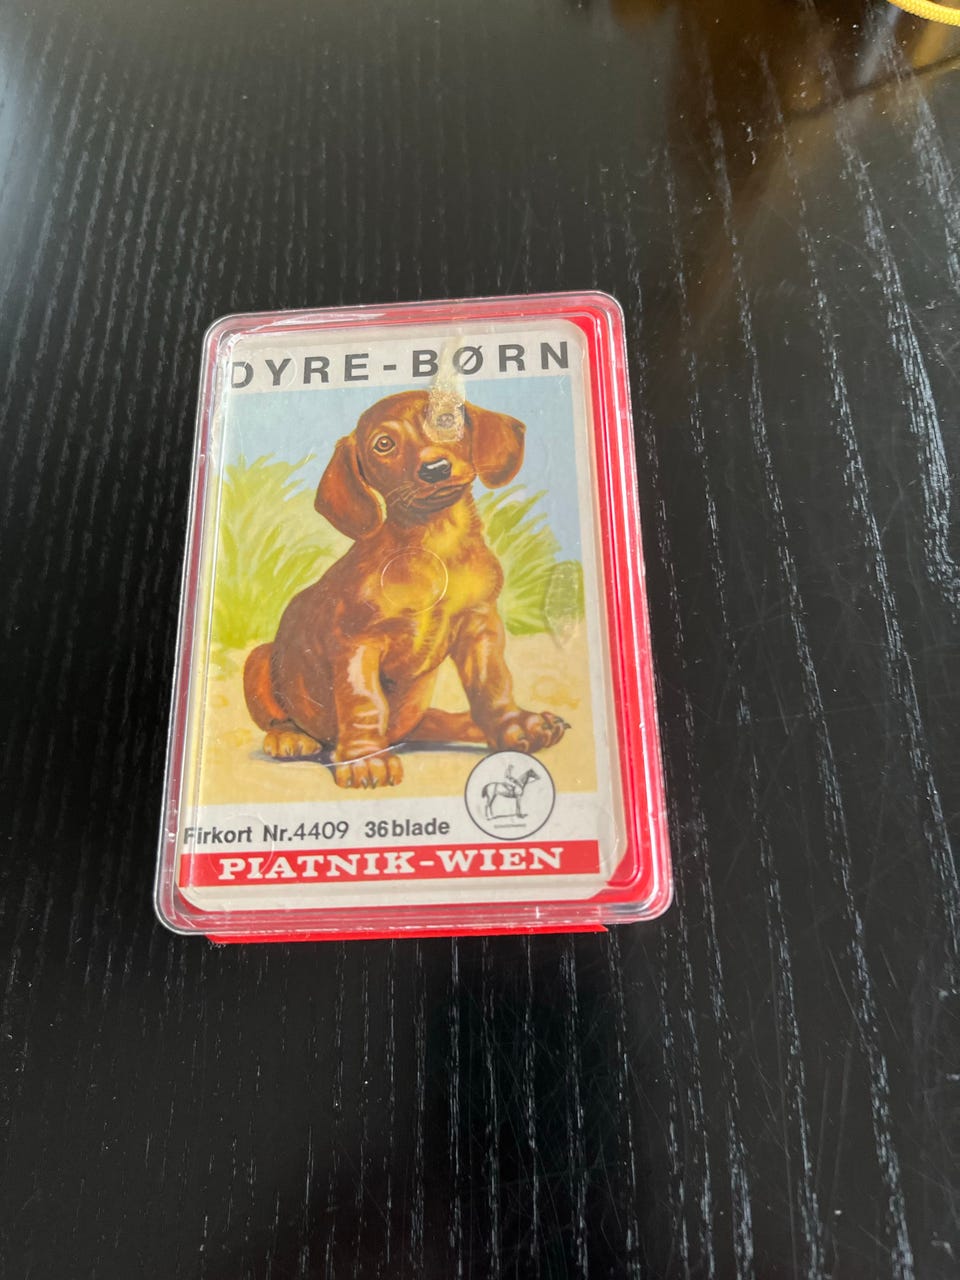 DYRE-BØRN
Firkort Nr.4409 36blade
PIATNIK-WIEN